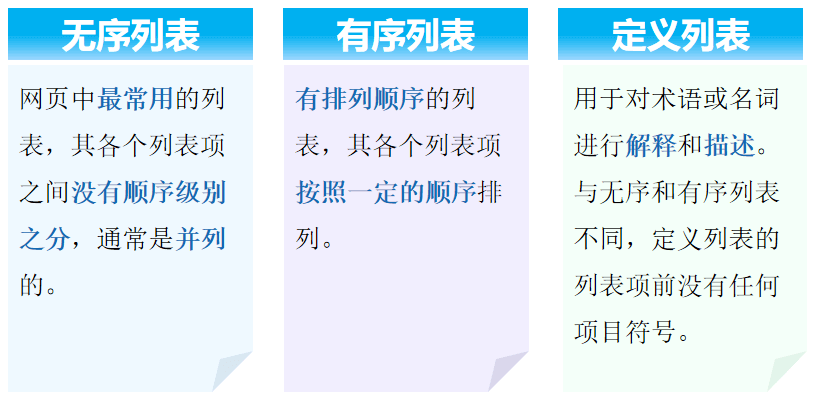 无序列表
网页中最常用的列
表，其各个列表项
之间没有顺序级别
之分，通常是并列
的。
有序列表
有排列顺序的列
表，其各个列表项
按照一定的顺序排
列。
定义列表
用于对术语或名词
进行解释和描述。
与无序和有序列表
不同，定义列表的
列表项前没有任何
项目符号。